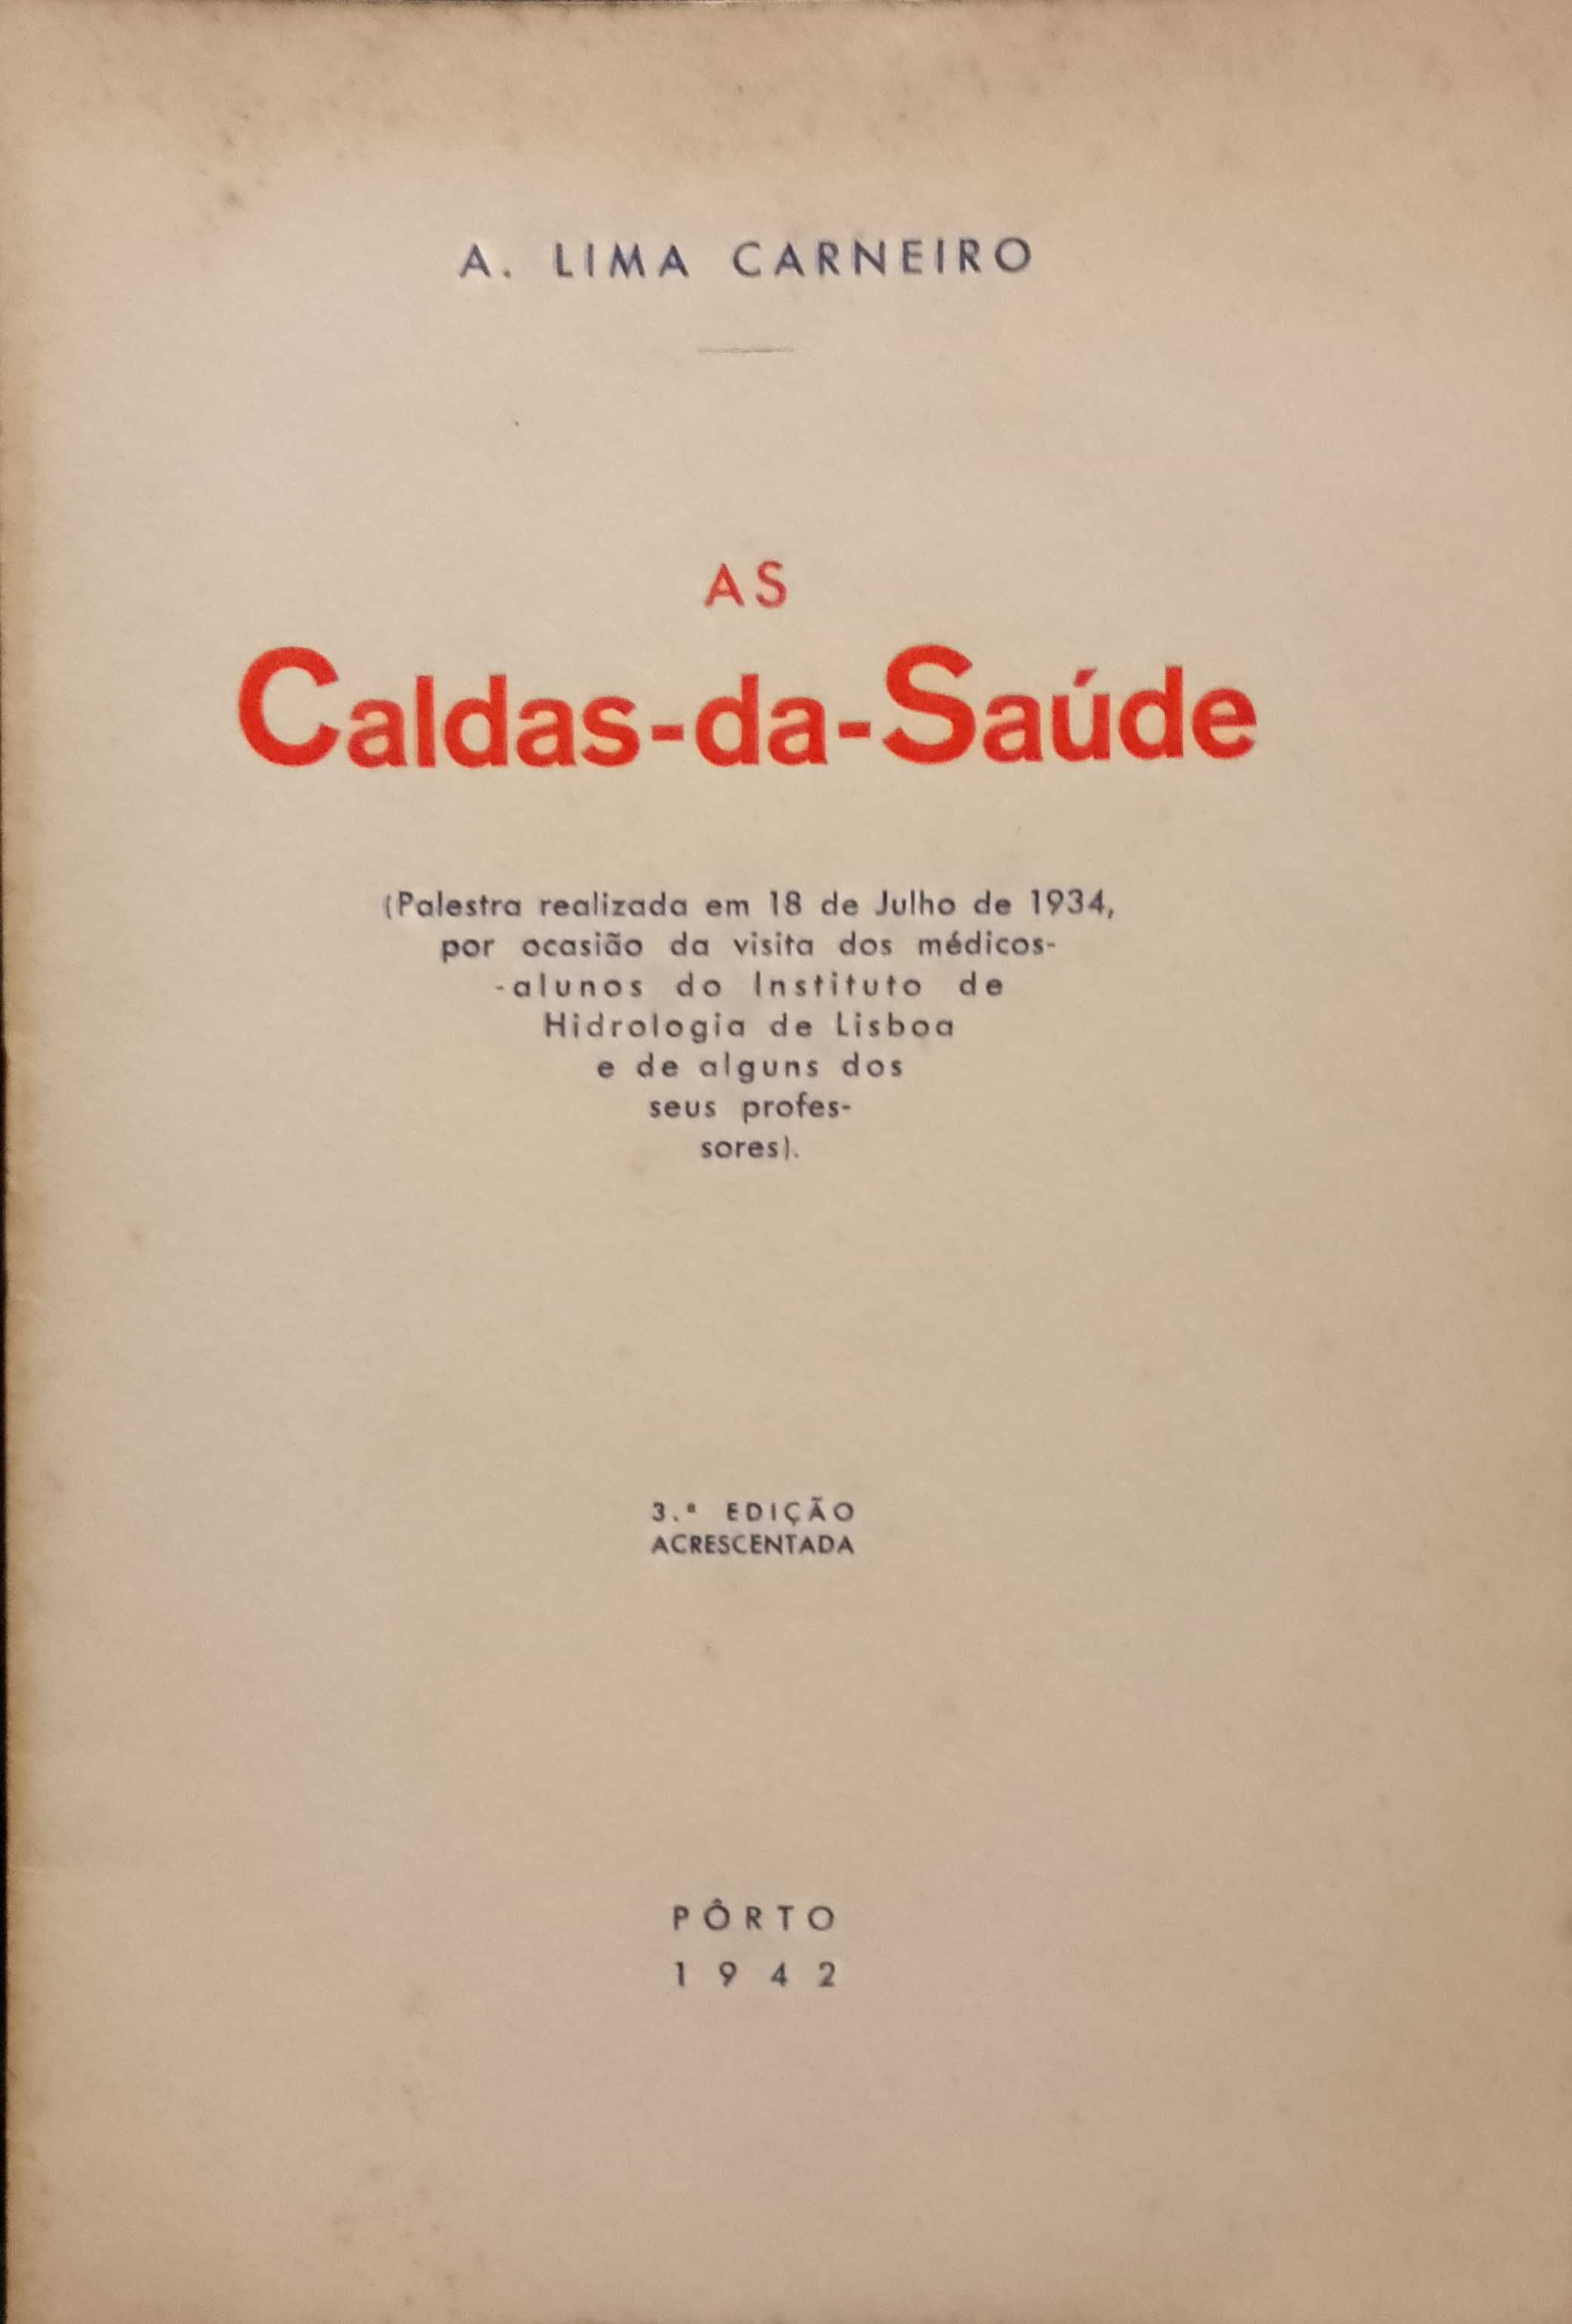 A. LIMA CARNEIRO
AS
Caldas-da-Saúde
(Palestra realizada em 18 de Julho de 1934,
por ocasião da visita dos médicos-
-alunos do Instituto de
Hidrologia de Lisboa
e de alguns dos
seus profes-
sores).
3.ª EDIÇÃO
ACRESCENTADA
PÔRTO
1942